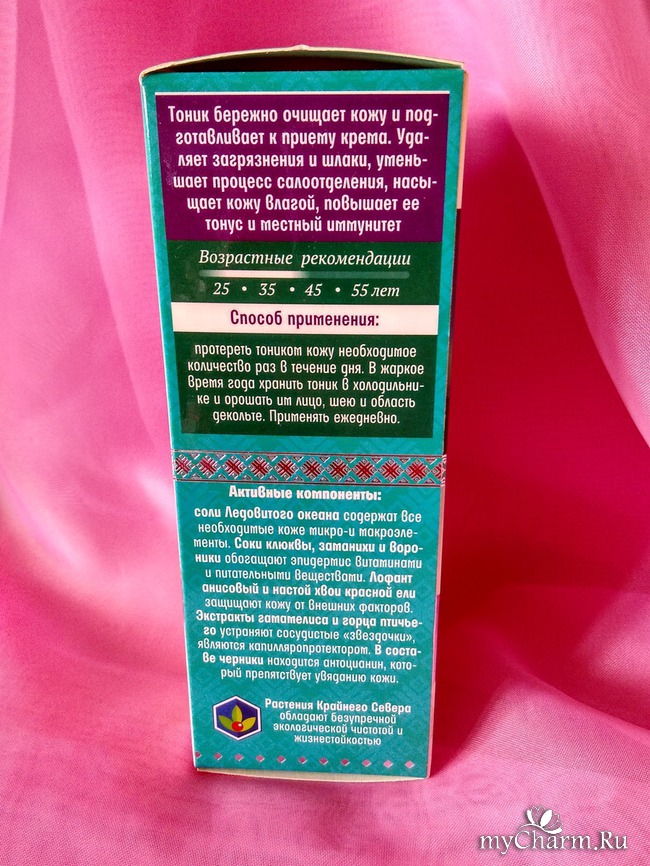 Тоник бережно очищает кожу и под-
готавливает к приему крема. Уда-
ляет загрязнения и шлаки, умень-
шает процесс салоотделения, насы-
щает кожу влагой, повышает ее
тонус и местный иммунитет
Возрастные рекомендации
25 • 35 • 45 • 55 лет
Способ применения:
протереть тоником кожу необходимое
количество раз в течение дня. В жаркое
время года хранить тоник в холодильни-
ке и орошать им лицо, шею и область
декольте. Применять ежедневно.
Активные компоненты:
соли Ледовитого океана содержат все
необходимые коже микро-и макроэле-
менты. Соки клюквы, заманихи и воро-
ники обогащают эпидермис витаминами
и питательными веществами. Лофант
анисовый и настой хвои красной ели
защищают кожу от внешних факторов.
Экстракты гамамелиса и горца птичье-
го устраняют сосудистые «звездочки»,
являются капилляропротектором. В соста-
ве черники находится антоцианин, кото-
рый препятствует увяданию кожи.
Растения Крайнего Севера
обладают безупречной
экологической чистотой и
жизнестойкостью
myCharm.Ru